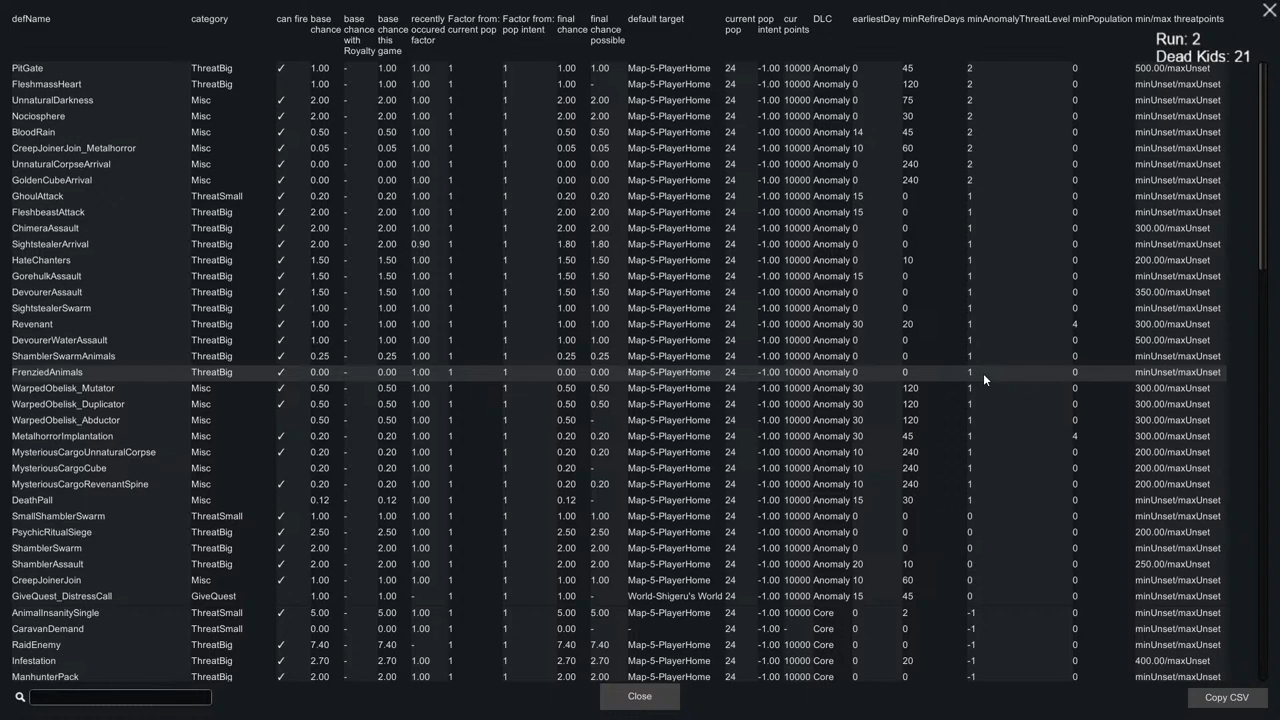 defName category can fire base chance base chance with Royalty base chance this game recently occured factor Factor from: current pop Factor from: pop intent final chance final chance possible default target current pop pop intent cur points DLC earliestDay minRefireDays minAnomalyThreatLevel minPopulation min/max threatpoints
Run: 2
Dead Kids: 21
PitGate ThreatBig ✓ 1.00 - 1.00 1.00 1 1 1.00 1.00 Map-5-PlayerHome 24 -1.00 10000 Anomaly 0 45 2 0 500.00/maxUnset
FleshmassHeart ThreatBig 1.00 - 1.00 1.00 1 1 1.00 - Map-5-PlayerHome 24 -1.00 10000 Anomaly 0 120 2 0 minUnset/maxUnset
UnnaturalDarkness Misc ✓ 2.00 - 2.00 1.00 1 1 2.00 2.00 Map-5-PlayerHome 24 -1.00 10000 Anomaly 0 75 2 0 minUnset/maxUnset
Nociosphere Misc ✓ 2.00 - 2.00 1.00 1 1 2.00 2.00 Map-5-PlayerHome 24 -1.00 10000 Anomaly 0 30 2 0 minUnset/maxUnset
BloodRain Misc ✓ 0.50 - 0.50 1.00 1 1 0.50 0.50 Map-5-PlayerHome 24 -1.00 10000 Anomaly 14 45 2 0 minUnset/maxUnset
CreepJoinerJoin_Metalhorror Misc ✓ 0.05 - 0.05 1.00 1 1 0.05 0.05 Map-5-PlayerHome 24 -1.00 10000 Anomaly 10 60 2 0 minUnset/maxUnset
UnnaturalCorpseArrival Misc ✓ 0.00 - 0.00 1.00 1 1 0.00 0.00 Map-5-PlayerHome 24 -1.00 10000 Anomaly 0 240 2 0 minUnset/maxUnset
GoldenCubeArrival Misc ✓ 0.00 - 0.00 1.00 1 1 0.00 0.00 Map-5-PlayerHome 24 -1.00 10000 Anomaly 0 240 2 0 minUnset/maxUnset
GhoulAttack ThreatSmall ✓ 0.20 - 0.20 1.00 1 1 0.20 0.20 Map-5-PlayerHome 24 -1.00 10000 Anomaly 15 0 1 0 minUnset/maxUnset
FleshbeastAttack ThreatBig ✓ 2.00 - 2.00 1.00 1 1 2.00 2.00 Map-5-PlayerHome 24 -1.00 10000 Anomaly 15 0 1 0 minUnset/maxUnset
ChimeraAssault ThreatBig ✓ 2.00 - 2.00 1.00 1 1 2.00 2.00 Map-5-PlayerHome 24 -1.00 10000 Anomaly 0 0 1 0 300.00/maxUnset
SightstealerArrival ThreatBig ✓ 2.00 - 2.00 0.90 1 1 1.80 1.80 Map-5-PlayerHome 24 -1.00 10000 Anomaly 0 0 1 0 minUnset/maxUnset
HateChanters ThreatBig ✓ 1.50 - 1.50 1.00 1 1 1.50 1.50 Map-5-PlayerHome 24 -1.00 10000 Anomaly 0 10 1 0 200.00/maxUnset
GorehulkAssault ThreatBig ✓ 1.50 - 1.50 1.00 1 1 1.50 1.50 Map-5-PlayerHome 24 -1.00 10000 Anomaly 15 0 1 0 minUnset/maxUnset
DevourerAssault ThreatBig ✓ 1.50 - 1.50 1.00 1 1 1.50 1.50 Map-5-PlayerHome 24 -1.00 10000 Anomaly 0 0 1 0 350.00/maxUnset
SightstealerSwarm ThreatBig ✓ 1.00 - 1.00 1.00 1 1 1.00 1.00 Map-5-PlayerHome 24 -1.00 10000 Anomaly 0 0 1 0 minUnset/maxUnset
Revenant ThreatBig ✓ 1.00 - 1.00 1.00 1 1 1.00 1.00 Map-5-PlayerHome 24 -1.00 10000 Anomaly 30 20 1 4 300.00/maxUnset
DevourerWaterAssault ThreatBig ✓ 1.00 - 1.00 1.00 1 1 1.00 1.00 Map-5-PlayerHome 24 -1.00 10000 Anomaly 0 0 1 0 500.00/maxUnset
ShamblerSwarmAnimals ThreatBig ✓ 0.25 - 0.25 1.00 1 1 0.25 0.25 Map-5-PlayerHome 24 -1.00 10000 Anomaly 0 0 1 0 minUnset/maxUnset
FrenziedAnimals ThreatBig ✓ 0.00 - 0.00 1.00 1 1 0.00 0.00 Map-5-PlayerHome 24 -1.00 10000 Anomaly 0 0 1 0 minUnset/maxUnset
WarpedObelisk_Mutator Misc ✓ 0.50 - 0.50 1.00 1 1 0.50 0.50 Map-5-PlayerHome 24 -1.00 10000 Anomaly 30 120 1 0 300.00/maxUnset
WarpedObelisk_Duplicator Misc ✓ 0.50 - 0.50 1.00 1 1 0.50 0.50 Map-5-PlayerHome 24 -1.00 10000 Anomaly 30 120 1 0 300.00/maxUnset
WarpedObelisk_Abductor Misc 0.50 - 0.50 1.00 1 1 0.50 - Map-5-PlayerHome 24 -1.00 10000 Anomaly 30 120 1 0 300.00/maxUnset
MetalhorrorImplantation Misc ✓ 0.20 - 0.20 1.00 1 1 0.20 0.20 Map-5-PlayerHome 24 -1.00 10000 Anomaly 30 45 1 4 300.00/maxUnset
MysteriousCargoUnnaturalCorpse Misc ✓ 0.20 - 0.20 1.00 1 1 0.20 0.20 Map-5-PlayerHome 24 -1.00 10000 Anomaly 10 240 1 0 200.00/maxUnset
MysteriousCargoCube Misc 0.20 - 0.20 1.00 1 1 0.20 - Map-5-PlayerHome 24 -1.00 10000 Anomaly 10 240 1 0 200.00/maxUnset
MysteriousCargoRevenantSpine Misc ✓ 0.20 - 0.20 1.00 1 1 0.20 0.20 Map-5-PlayerHome 24 -1.00 10000 Anomaly 10 240 1 0 200.00/maxUnset
DeathPall Misc 0.12 - 0.12 1.00 1 1 0.12 - Map-5-PlayerHome 24 -1.00 10000 Anomaly 15 30 1 0 minUnset/maxUnset
SmallShamblerSwarm ThreatSmall ✓ 1.00 - 1.00 1.00 1 1 1.00 1.00 Map-5-PlayerHome 24 -1.00 10000 Anomaly 0 0 0 0 minUnset/maxUnset
PsychicRitualSiege ThreatBig ✓ 2.50 - 2.50 1.00 1 1 2.50 2.50 Map-5-PlayerHome 24 -1.00 10000 Anomaly 0 0 0 0 200.00/maxUnset
ShamblerSwarm ThreatBig ✓ 2.00 - 2.00 1.00 1 1 2.00 2.00 Map-5-PlayerHome 24 -1.00 10000 Anomaly 0 0 0 0 minUnset/maxUnset
ShamblerAssault ThreatBig ✓ 2.00 - 2.00 1.00 1 1 2.00 2.00 Map-5-PlayerHome 24 -1.00 10000 Anomaly 20 10 0 0 250.00/maxUnset
CreepJoinerJoin Misc ✓ 1.00 - 1.00 1.00 1 1 1.00 1.00 Map-5-PlayerHome 24 -1.00 10000 Anomaly 10 60 0 0 minUnset/maxUnset
GiveQuest_DistressCall GiveQuest 1.00 - 1.00 - 1 1 1.00 - World-Shigeru's World 24 -1.00 10000 Anomaly 15 45 0 0 minUnset/maxUnset
AnimalInsanitySingle ThreatSmall ✓ 5.00 - 5.00 1.00 1 1 5.00 5.00 Map-5-PlayerHome 24 -1.00 10000 Core 0 2 -1 0 minUnset/maxUnset
CaravanDemand ThreatSmall 0.00 - 0.00 1.00 1 1 0.00 - - 24 -1.00 - Core 0 0 -1 0 minUnset/maxUnset
RaidEnemy ThreatBig ✓ 7.40 - 7.40 - 1 1 7.40 7.40 Map-5-PlayerHome 24 -1.00 10000 Core 0 0 -1 0 minUnset/maxUnset
Infestation ThreatBig ✓ 2.70 - 2.70 1.00 1 1 2.70 2.70 Map-5-PlayerHome 24 -1.00 10000 Core 0 20 -1 0 400.00/maxUnset
ManhunterPack ThreatBig ✓ 2.00 - 2.00 1.00 1 1 2.00 2.00 Map-5-PlayerHome 24 -1.00 10000 Core 0 0 -1 0 minUnset/maxUnset
Close
Copy CSV